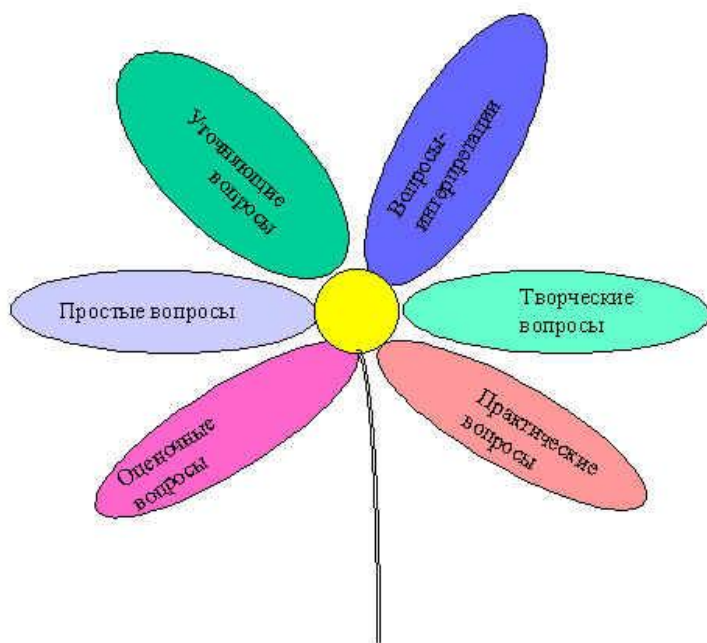 Уточняющие
вопросы
Вопросы-
интерпретации
Простые вопросы
Творческие
вопросы
Оценочные
вопросы
Практические
вопросы